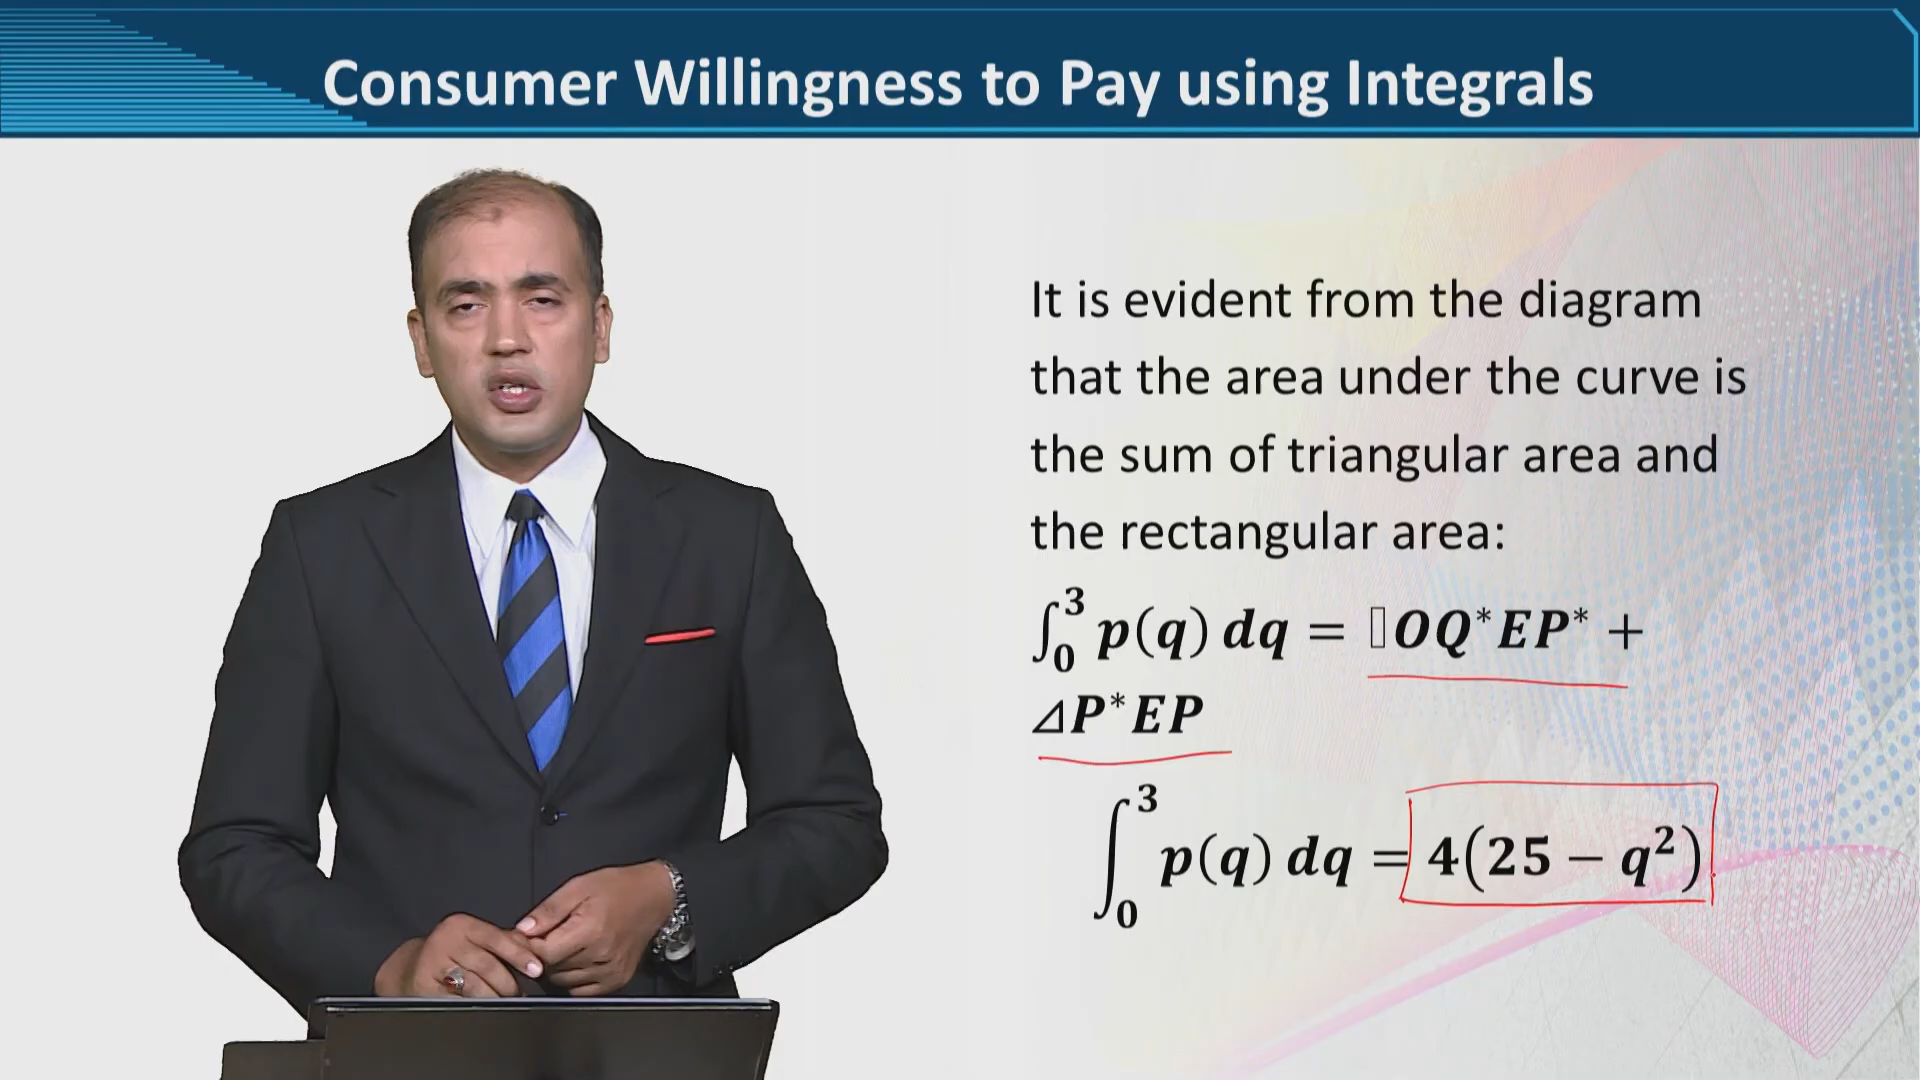 Consumer Willingness to Pay using Integrals
It is evident from the diagram
that the area under the curve is
the sum of triangular area and
the rectangular area:
∫₀³ p(q) dq = ▯OQ*EP* +
⊿P*EP
∫₀³ p(q) dq = 4(25 − q²)